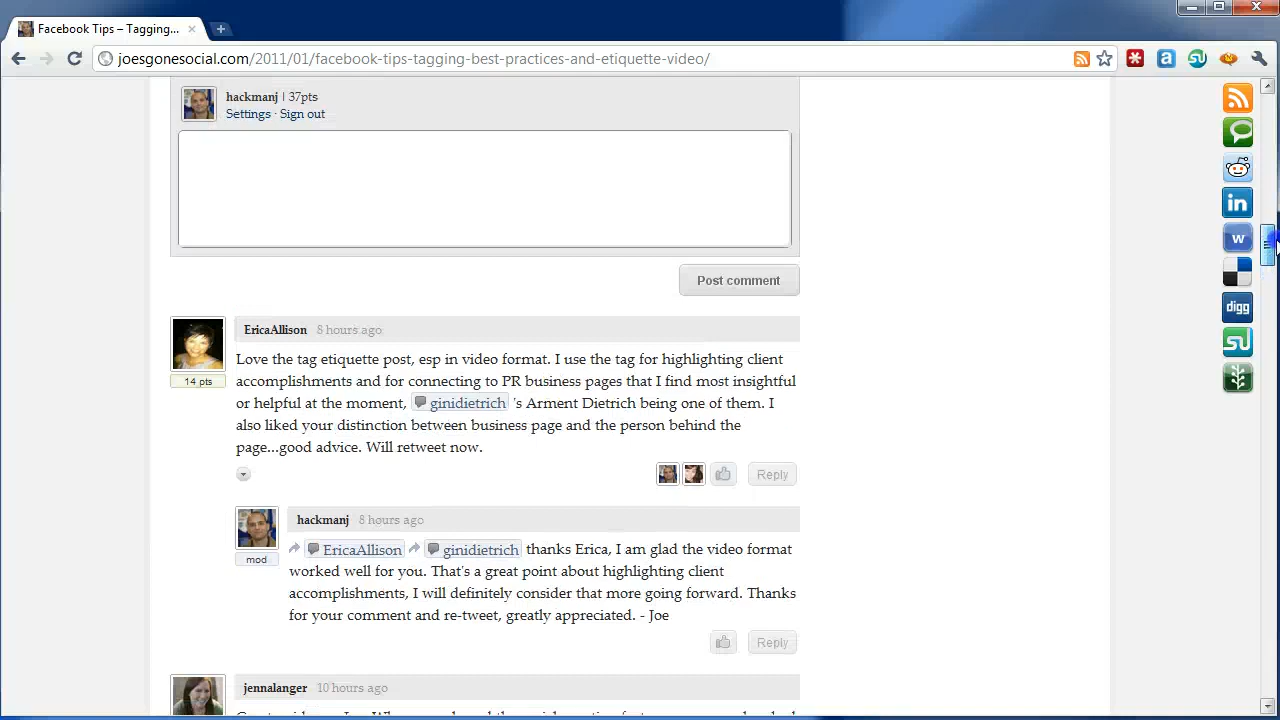 Facebook Tips – Tagging...
joesgonesocial.com/2011/01/facebook-tips-tagging-best-practices-and-etiquette-video/
hackmanj | 37pts
Settings · Sign out
Post comment
EricaAllison 8 hours ago
14 pts
Love the tag etiquette post, esp in video format. I use the tag for highlighting client
accomplishments and for connecting to PR business pages that I find most insightful
or helpful at the moment, ginidietrich 's Arment Dietrich being one of them. I
also liked your distinction between business page and the person behind the
page...good advice. Will retweet now.
Reply
hackmanj 8 hours ago
mod
EricaAllison ginidietrich thanks Erica, I am glad the video format
worked well for you. That's a great point about highlighting client
accomplishments, I will definitely consider that more going forward. Thanks
for your comment and re-tweet, greatly appreciated. - Joe
Reply
jennalanger 10 hours ago
a
in
w
digg